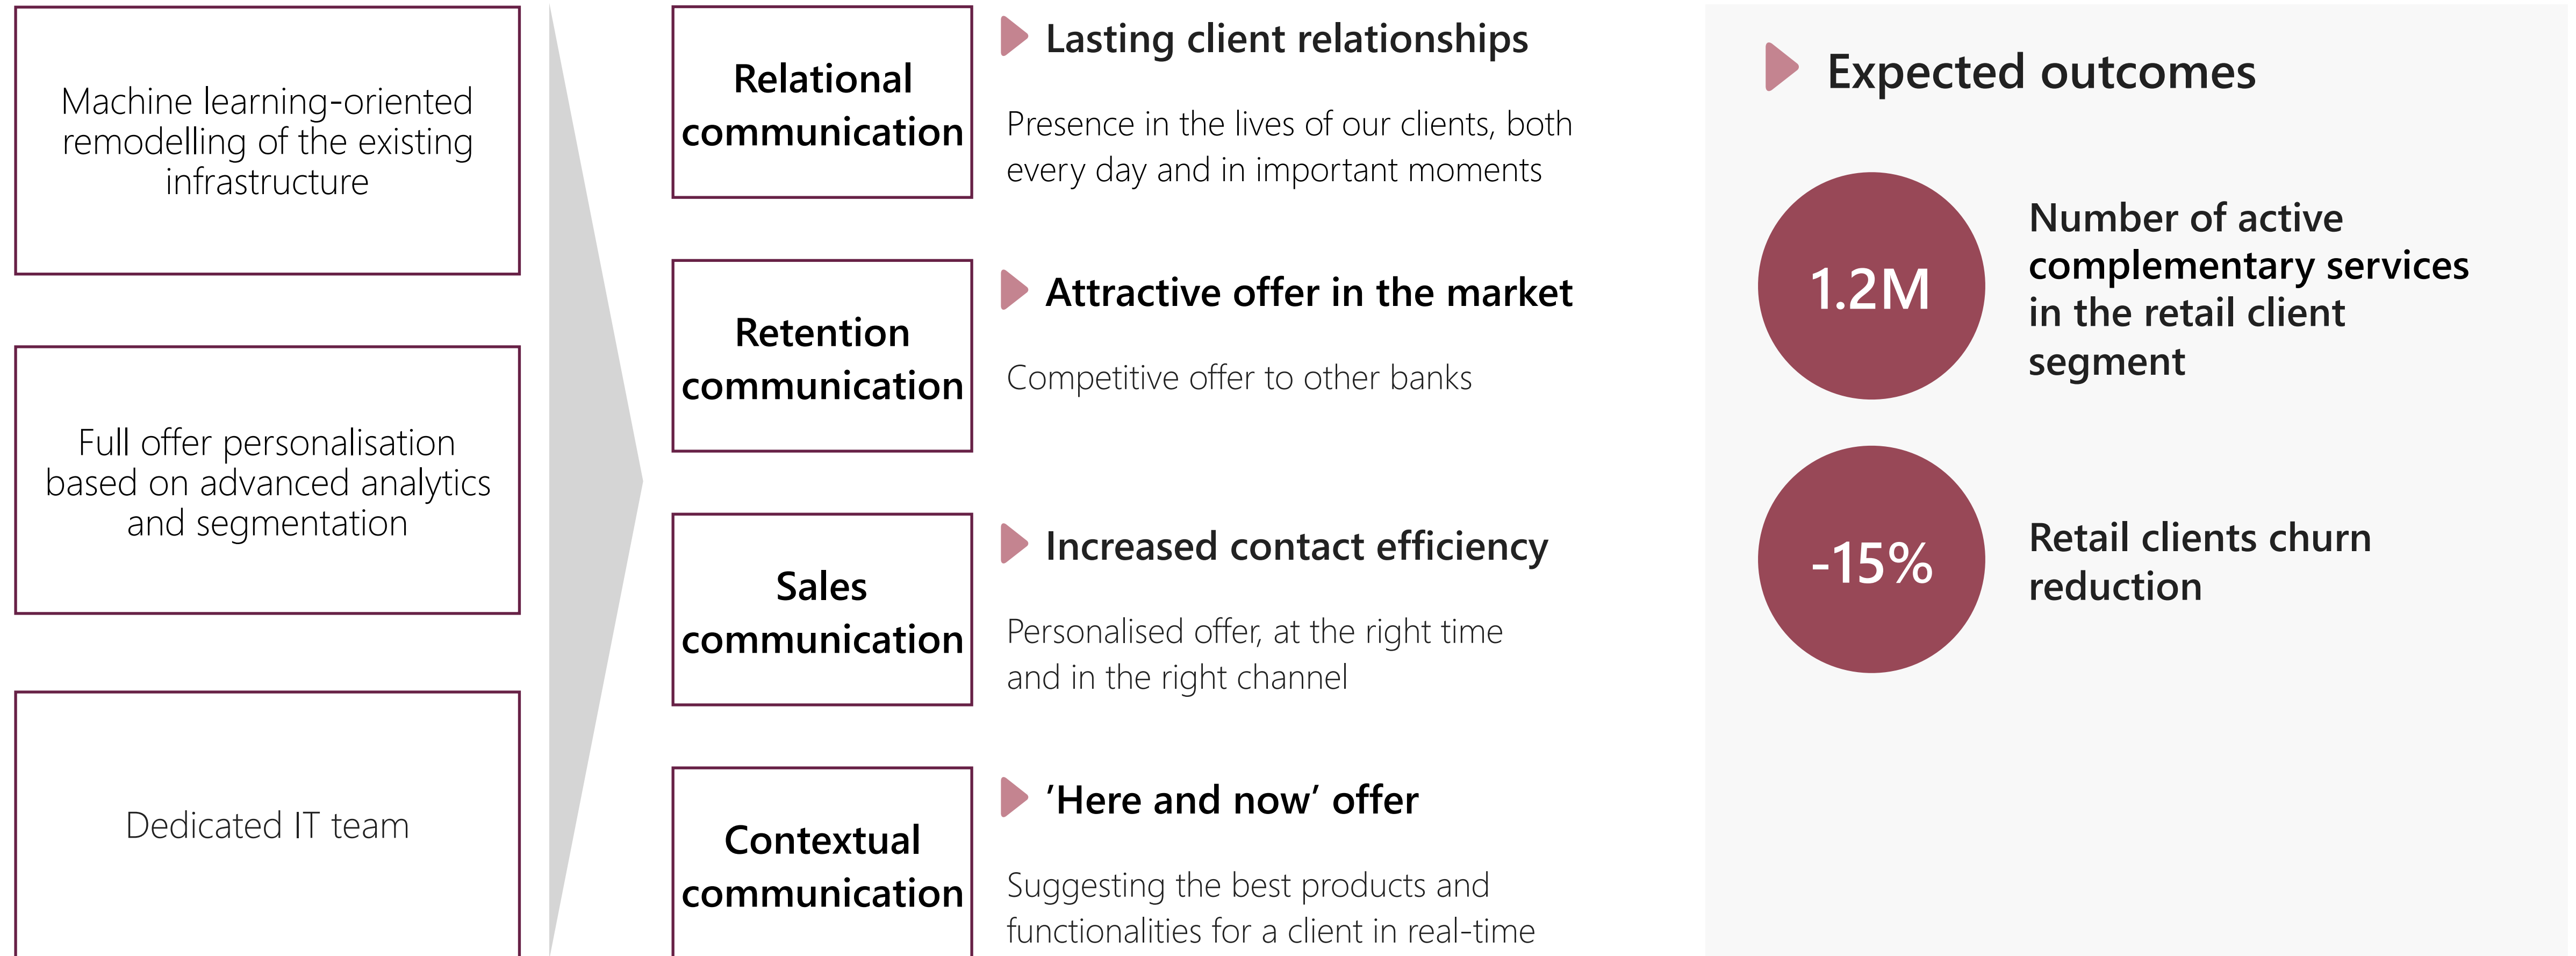 Machine learning-oriented
remodelling of the existing
infrastructure
Full offer personalisation
based on advanced analytics
and segmentation
Dedicated IT team
Relational
communication
Lasting client relationships
Presence in the lives of our clients, both
every day and in important moments
Retention
communication
Attractive offer in the market
Competitive offer to other banks
Sales
communication
Increased contact efficiency
Personalised offer, at the right time
and in the right channel
Contextual
communication
’Here and now’ offer
Suggesting the best products and
functionalities for a client in real-time
Expected outcomes
1.2M
Number of active
complementary services
in the retail client
segment
-15%
Retail clients churn
reduction